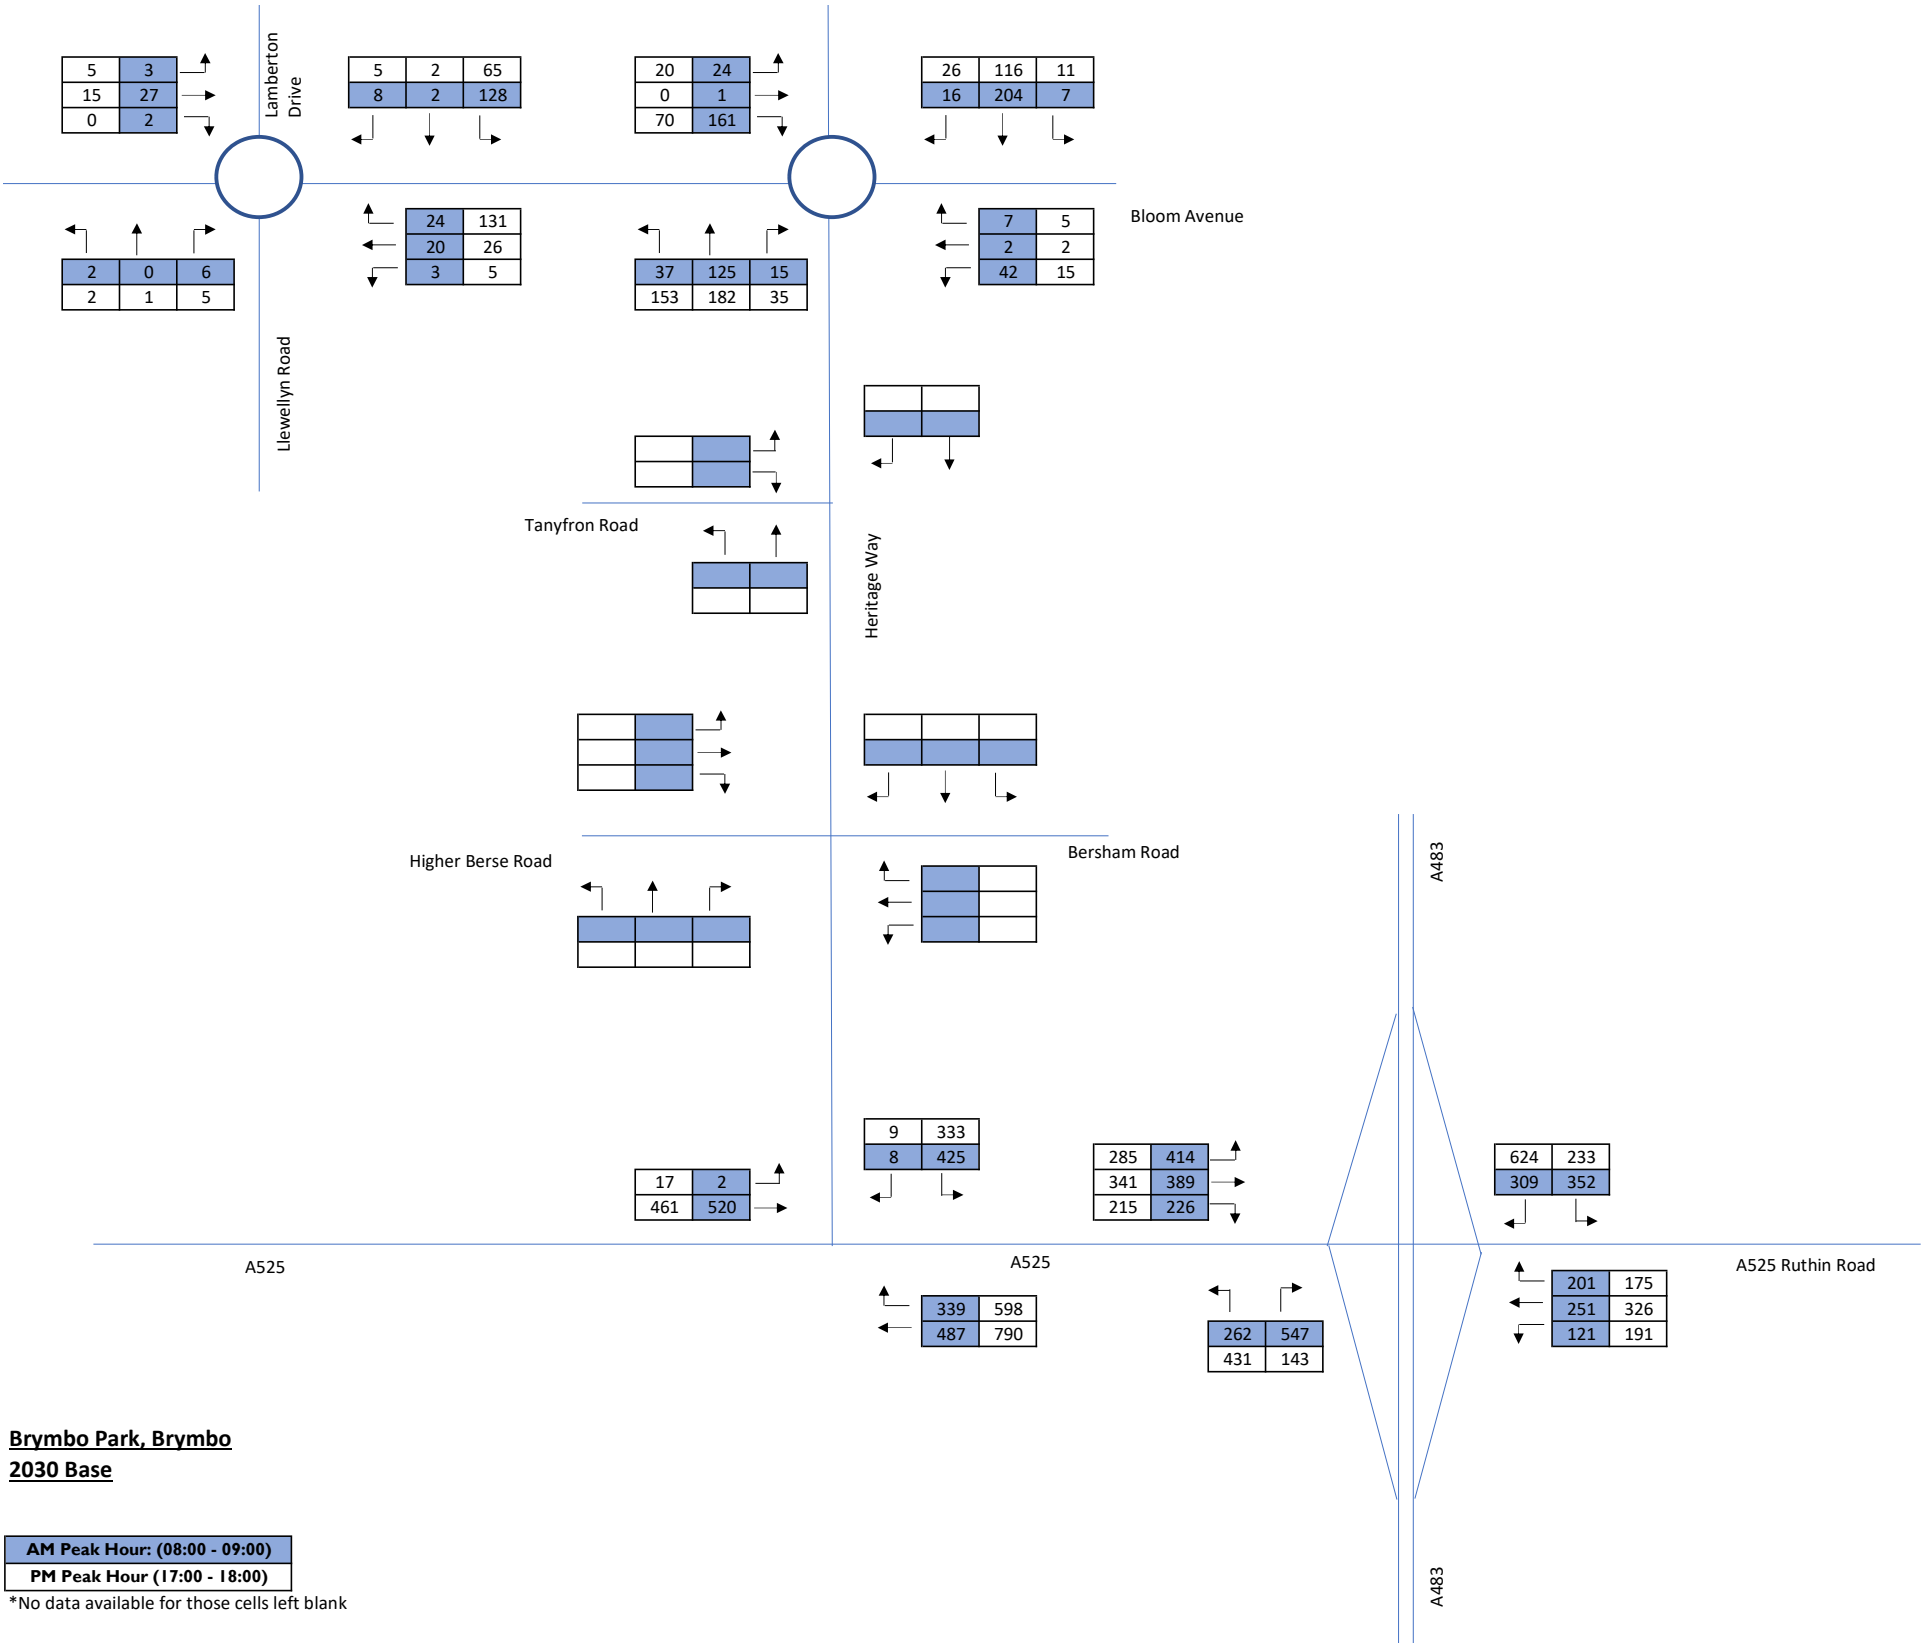 Lamberton
Drive
5 3
15 27
0 2
5 2 65
8 2 128
20 24
0 1
70 161
26 116 11
16 204 7
24 131
20 26
3 5
7 5
2 2
42 15
Bloom Avenue
2 0 6
2 1 5
37 125 15
153 182 35
Llewellyn Road
Tanyfron Road
Heritage Way
Higher Berse Road
Bersham Road
A483
9 333
8 425
17 2
461 520
285 414
341 389
215 226
624 233
309 352
A525
A525
A525 Ruthin Road
339 598
487 790
262 547
431 143
201 175
251 326
121 191
Brymbo Park, Brymbo
2030 Base
AM Peak Hour: (08:00 - 09:00)
PM Peak Hour (17:00 - 18:00)
*No data available for those cells left blank
A483